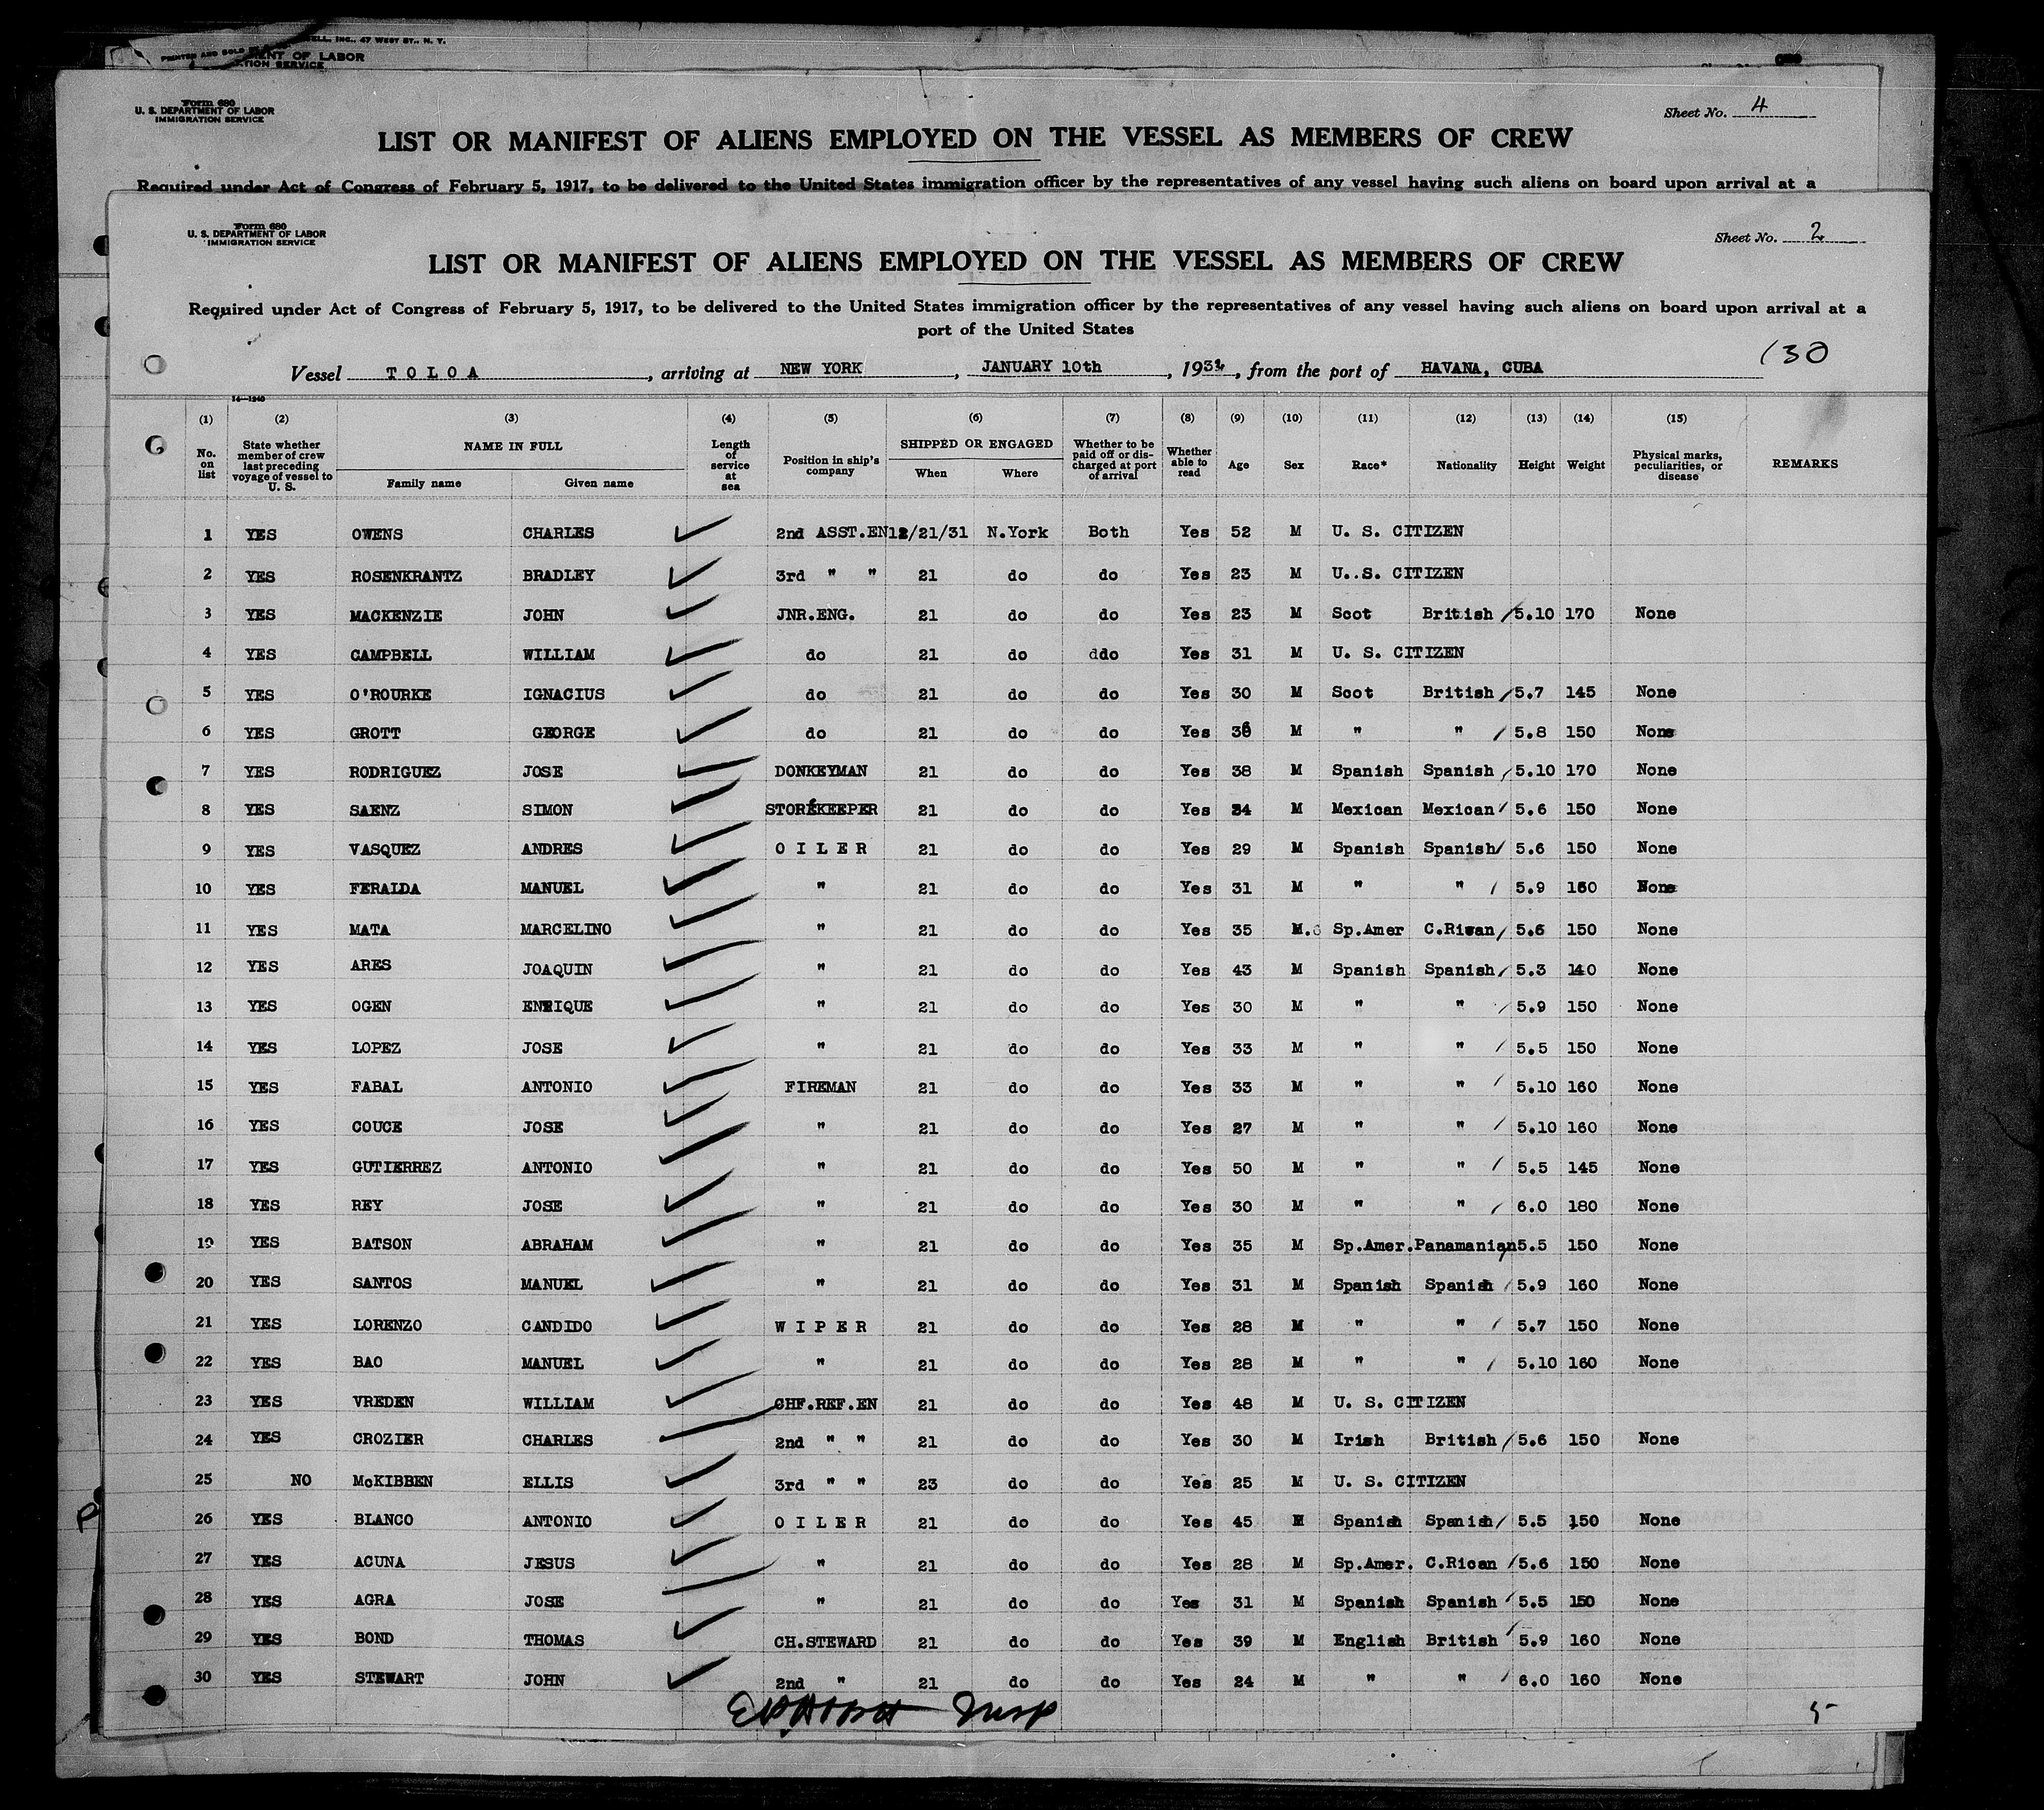 PRINTED AND SOLD BY ELL, INC., 47 WEST ST., N. Y.
MENT OF LABOR
TION SERVICE
Form 680
U. S. DEPARTMENT OF LABOR
IMMIGRATION SERVICE
Sheet No. 4
LIST OR MANIFEST OF ALIENS EMPLOYED ON THE VESSEL AS MEMBERS OF CREW
Required under Act of Congress of February 5, 1917, to be delivered to the United States immigration officer by the representatives of any vessel having such aliens on board upon arrival at a
Form 680
U. S. DEPARTMENT OF LABOR
IMMIGRATION SERVICE
Sheet No. 2
LIST OR MANIFEST OF ALIENS EMPLOYED ON THE VESSEL AS MEMBERS OF CREW
Required under Act of Congress of February 5, 1917, to be delivered to the United States immigration officer by the representatives of any vessel having such aliens on board upon arrival at a
port of the United States
130
Vessel TOLOA, arriving at NEW YORK, JANUARY 10th, 1932, from the port of HAVANA, CUBA
14—1240
(1) (2) (3) (4) (5) (6) (7) (8) (9) (10) (11) (12) (13) (14) (15)
No. on list State whether member of crew last preceding voyage of vessel to U. S. NAME IN FULL Family name Given name Length of service at sea Position in ship's company SHIPPED OR ENGAGED When Where Whether to be paid off or discharged at port of arrival Whether able to read Age Sex Race* Nationality Height Weight Physical marks, peculiarities, or disease REMARKS
1 YES OWENS CHARLES ✓ 2nd ASST.EN 12/21/31 N.York Both Yes 52 M U. S. CITIZEN
2 YES ROSENKRANTZ BRADLEY ✓ 3rd " " 21 do do Yes 23 M U..S. CITIZEN
3 YES MACKENZIE JOHN ✓ JNR.ENG. 21 do do Yes 23 M Scot British / 5.10 170 None
4 YES CAMPBELL WILLIAM ✓ do 21 do ddo Yes 31 M U. S. CITIZEN
5 YES O'ROURKE IGNACIUS ✓ do 21 do do Yes 30 M Scot British / 5.7 145 None
6 YES GROTT GEORGE ✓ do 21 do do Yes 36 M " " / 5.8 150 None
7 YES RODRIGUEZ JOSE ✓ DONKEYMAN 21 do do Yes 38 M Spanish Spanish / 5.10 170 None
8 YES SAENZ SIMON ✓ STOREKEEPER 21 do do Yes 34 M Mexican Mexican / 5.6 150 None
9 YES VASQUEZ ANDRES ✓ OILER 21 do do Yes 29 M Spanish Spanish / 5.6 150 None
10 YES FERALDA MANUEL ✓ " 21 do do Yes 31 M " " / 5.9 160 None
11 YES MATA MARCELINO ✓ " 21 do do Yes 35 M. Sp.Amer C.Rican / 5.6 150 None
12 YES ARES JOAQUIN ✓ " 21 do do Yes 43 M Spanish Spanish / 5.3 140 None
13 YES OGEN ENRIQUE ✓ " 21 do do Yes 30 M " " / 5.9 150 None
14 YES LOPEZ JOSE ✓ " 21 do do Yes 33 M " " / 5.5 150 None
15 YES FABAL ANTONIO ✓ FIREMAN 21 do do Yes 33 M " " / 5.10 160 None
16 YES COUCE JOSE ✓ " 21 do do Yes 27 M " " / 5.10 160 None
17 YES GUTIERREZ ANTONIO ✓ " 21 do do Yes 50 M " " / 5.5 145 None
18 YES REY JOSE ✓ " 21 do do Yes 30 M " " / 6.0 180 None
19 YES BATSON ABRAHAM ✓ " 21 do do Yes 35 M Sp.Amer. Panamanian / 5.5 150 None
20 YES SANTOS MANUEL ✓ " 21 do do Yes 31 M Spanish Spanish / 5.9 160 None
21 YES LORENZO CANDIDO ✓ WIPER 21 do do Yes 28 M " " / 5.7 150 None
22 YES BAO MANUEL ✓ " 21 do do Yes 28 M " " / 5.10 160 None
23 YES VREDEN WILLIAM ✓ CHF.REF.EN 21 do do Yes 48 M U. S. CITIZEN
24 YES CROZIER CHARLES ✓ 2nd " " 21 do do Yes 30 M Irish British / 5.6 150 None
25 NO McKIBBEN ELLIS ✓ 3rd " " 23 do do Yes 25 M U. S. CITIZEN
26 YES BLANCO ANTONIO ✓ OILER 21 do do Yes 45 M Spanish Spanish / 5.5 150 None
27 YES ACUNA JESUS ✓ " 21 do do Yes 28 M Sp.Amer. C.Rican / 5.6 150 None
28 YES AGRA JOSE ✓ " 21 do do Yes 31 M Spanish Spanish / 5.5 150 None
29 YES BOND THOMAS ✓ CH.STEWARD 21 do do Yes 39 M English British / 5.9 160 None
30 YES STEWART JOHN ✓ 2nd " 21 do do Yes 24 M " " / 6.0 160 None
Insp
5